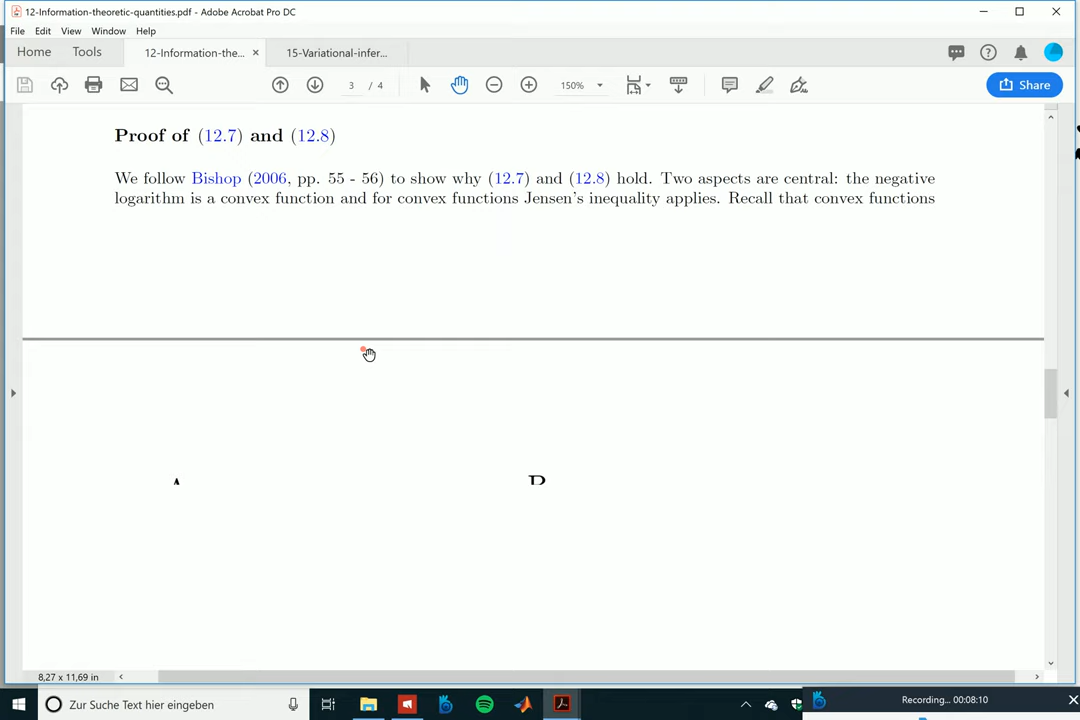 12-Information-theoretic-quantities.pdf - Adobe Acrobat Pro DC
File Edit View Window Help
Home Tools 12-Information-the... × 15-Variational-infer...
3 / 4 150% Share
Proof of (12.7) and (12.8)
We follow Bishop (2006, pp. 55 - 56) to show why (12.7) and (12.8) hold. Two aspects are central: the negative
logarithm is a convex function and for convex functions Jensen's inequality applies. Recall that convex functions
A B
8,27 x 11,69 in
Zur Suche Text hier eingeben Recording... 00:08:10